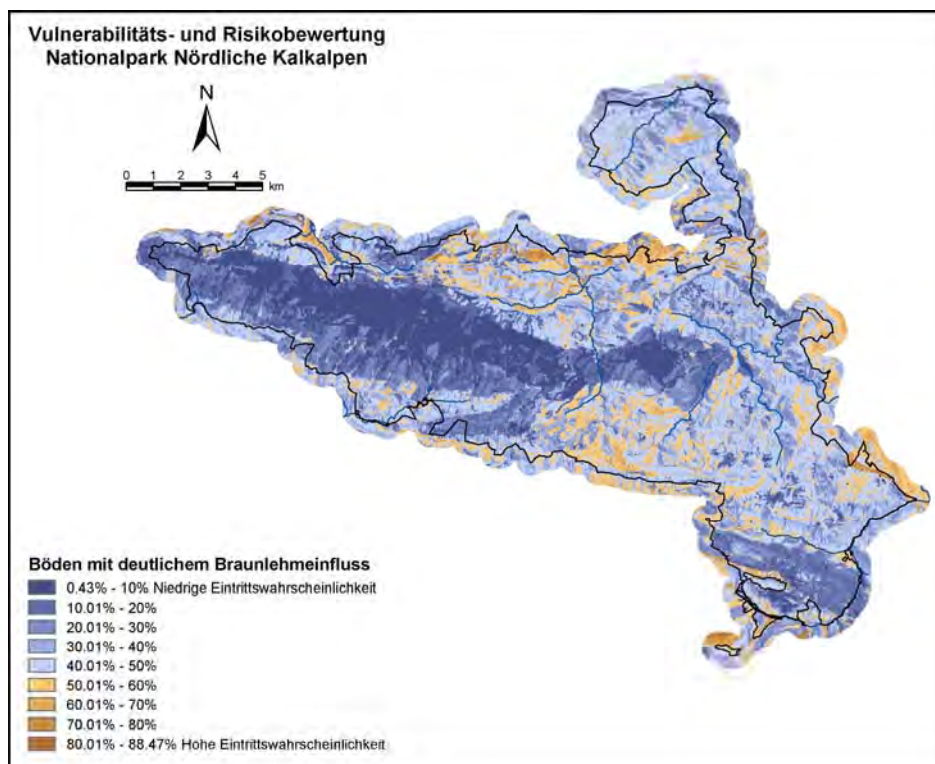 Vulnerabilitäts- und Risikobewertung
Nationalpark Nördliche Kalkalpen
N
0 1 2 3 4 5
km
Böden mit deutlichem Braunlehmeinfluss
0.43% - 10% Niedrige Eintrittswahrscheinlichkeit
10.01% - 20%
20.01% - 30%
30.01% - 40%
40.01% - 50%
50.01% - 60%
60.01% - 70%
70.01% - 80%
80.01% - 88.47% Hohe Eintrittswahrscheinlichkeit